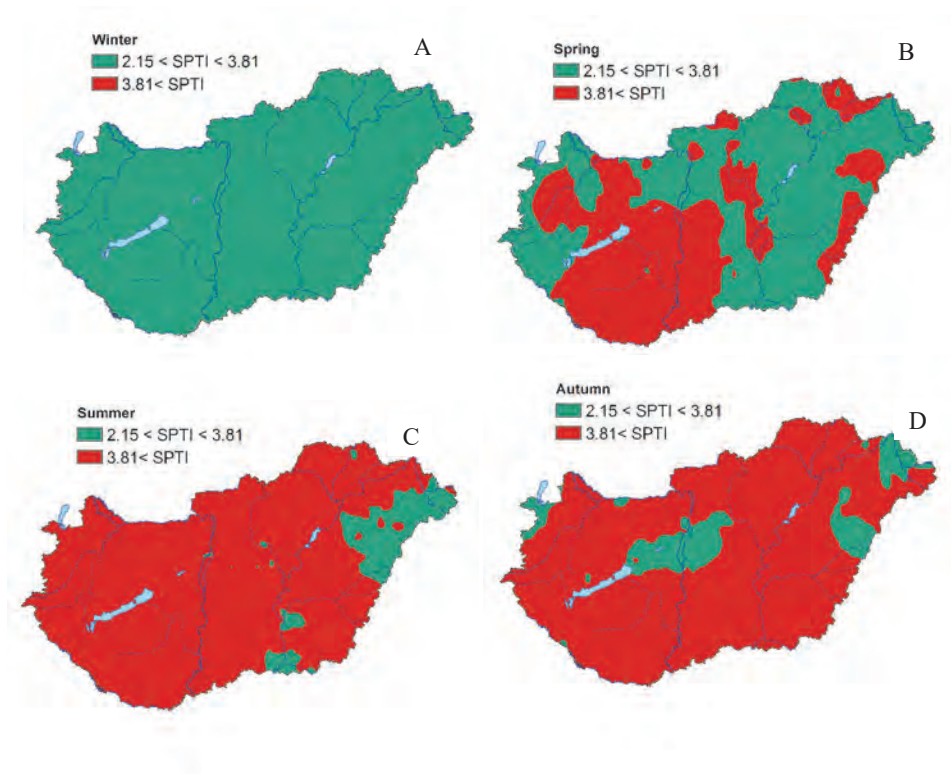 Winter
A
2.15 < SPTI < 3.81
3.81< SPTI
Spring
B
2.15 < SPTI < 3.81
3.81< SPTI
Summer
C
2.15 < SPTI < 3.81
3.81< SPTI
Autumn
D
2.15 < SPTI < 3.81
3.81< SPTI